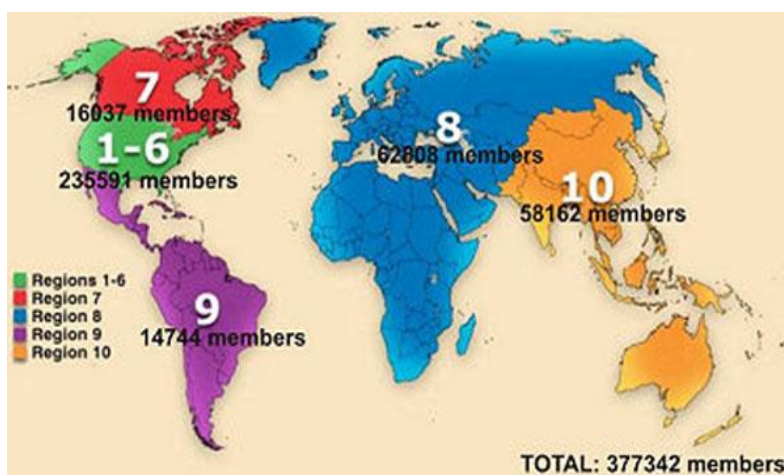 7
16037 members
1-6
235591 members
8
62808 members
10
58162 members
9
14744 members
Regions 1-6
Region 7
Region 8
Region 9
Region 10
TOTAL: 377342 members